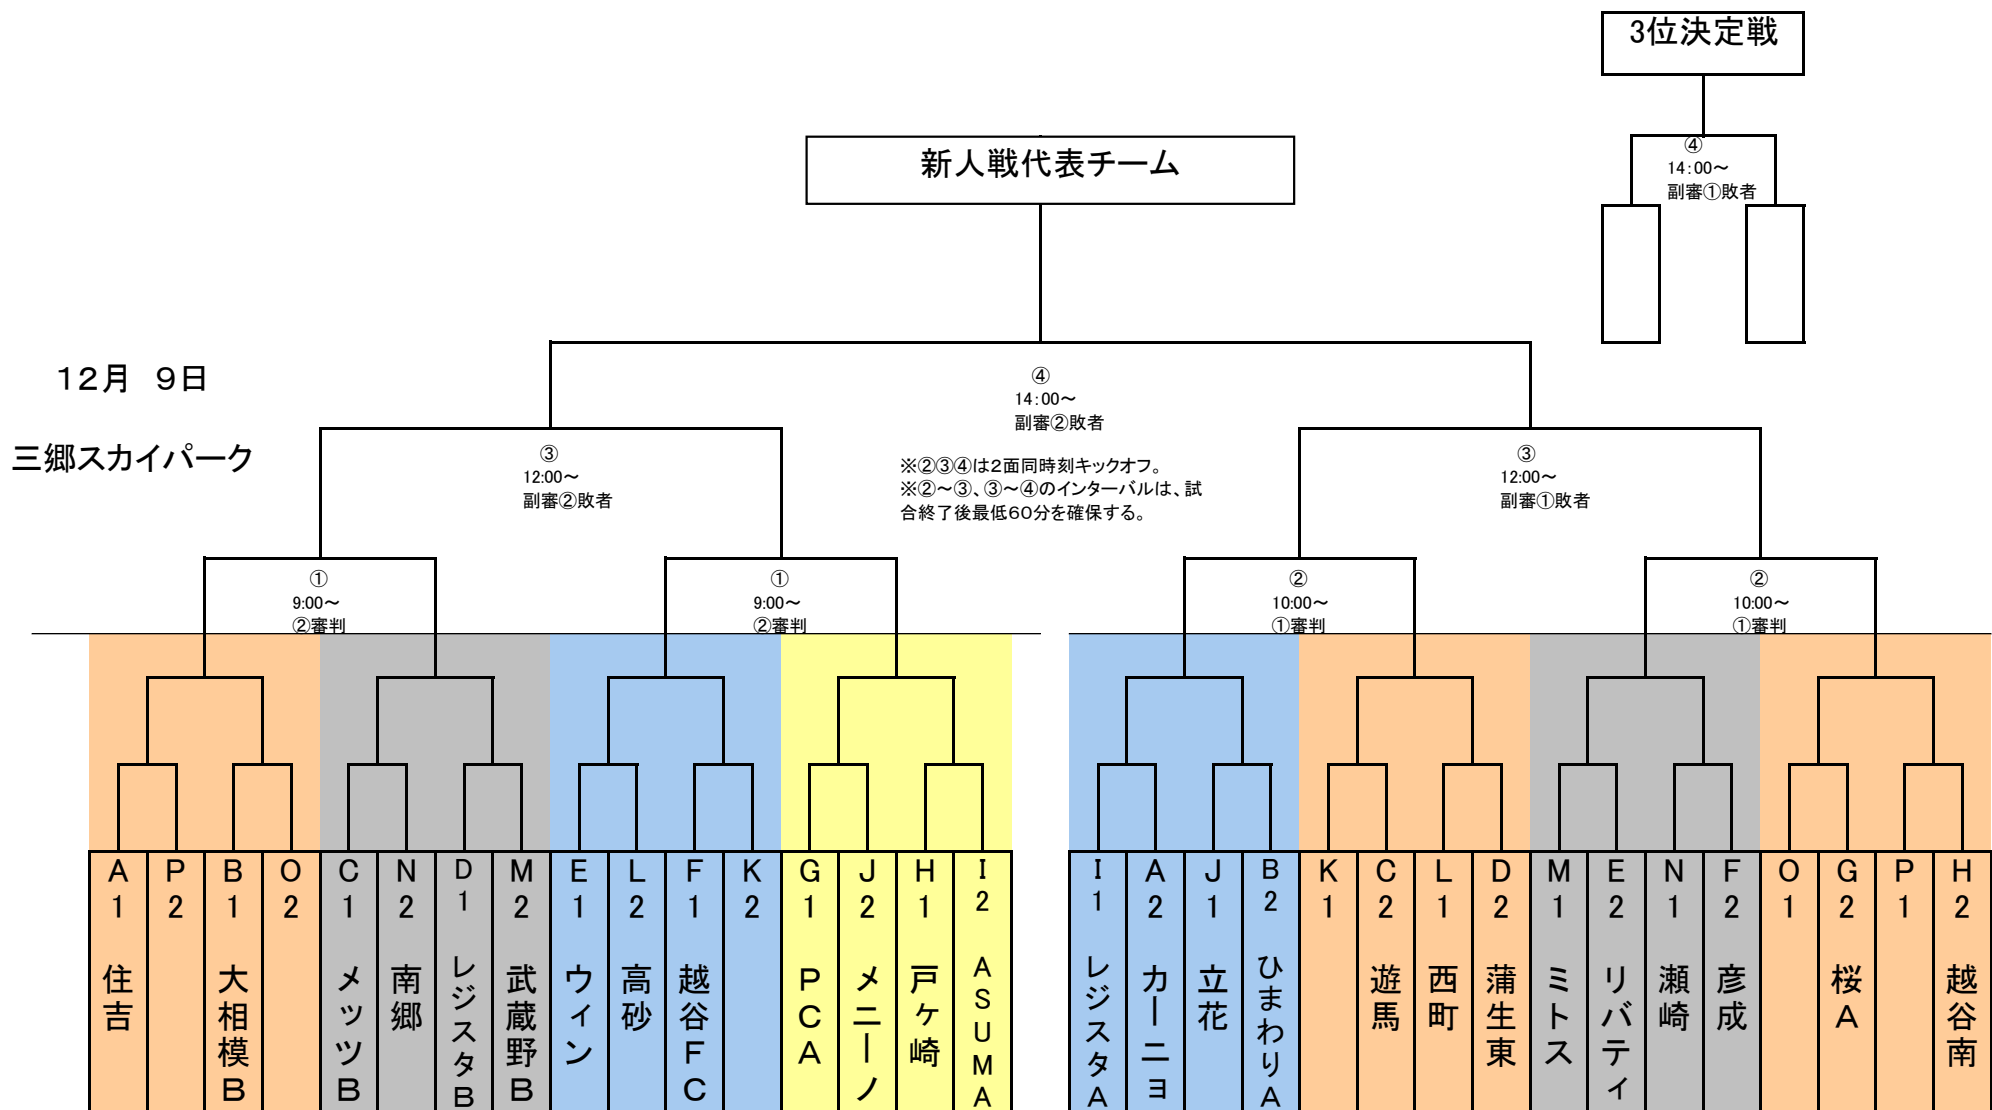 3位決定戦
④
14:00～
副審①敗者
新人戦代表チーム
12月 9日
三郷スカイパーク
④
14:00～
副審②敗者
③
12:00～
副審②敗者
※②③④は2面同時刻キックオフ。
※②～③、③～④のインターバルは、試
合終了後最低60分を確保する。
③
12:00～
副審①敗者
①
9:00～
②審判
①
9:00～
②審判
②
10:00～
①審判
②
10:00～
①審判
A1 住吉
P2
B1 大相模B
O2
C1 メッツB
N2 南郷
D1 レジスタB
M2 武蔵野B
E1 ウィン
L2 高砂
F1 越谷FC
K2
G1 PCA
J2 メニーノ
H1 戸ヶ崎
I2 ASUMA
I1 レジスタA
A2 カーニョ
J1 立花
B2 ひまわりA
K1
C2 遊馬
L1 西町
D2 蒲生東
M1 ミトス
E2 リバティ
N1 瀬崎
F2 彦成
O1
G2 桜A
P1
H2 越谷南